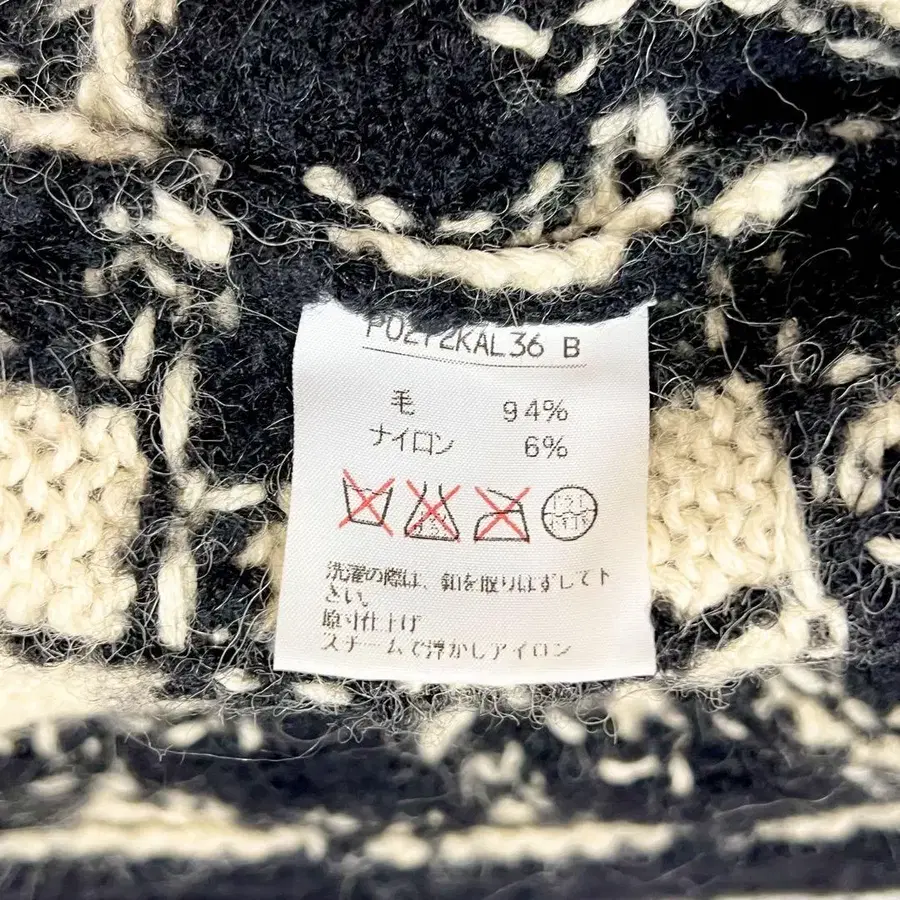 P0272KAL36 B
毛 94%
ナイロン 6%
洗濯の際は、釦を取りはずして下
さい。
原寸仕上げ
スチームで浮かしアイロン